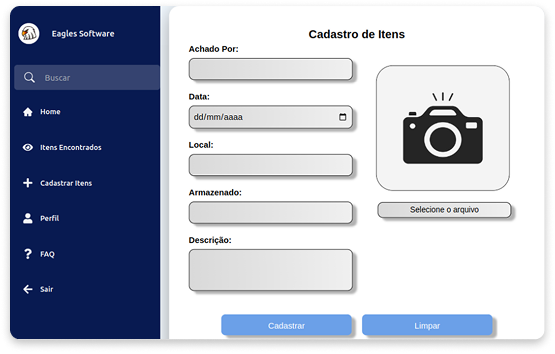 Eagles Software
Buscar
Home
Itens Encontrados
Cadastrar Itens
Perfil
FAQ
Sair
Cadastro de Itens
Achado Por:
Data:
dd/mm/aaaa
Local:
Armazenado:
Descrição:
Selecione o arquivo
Cadastrar
Limpar